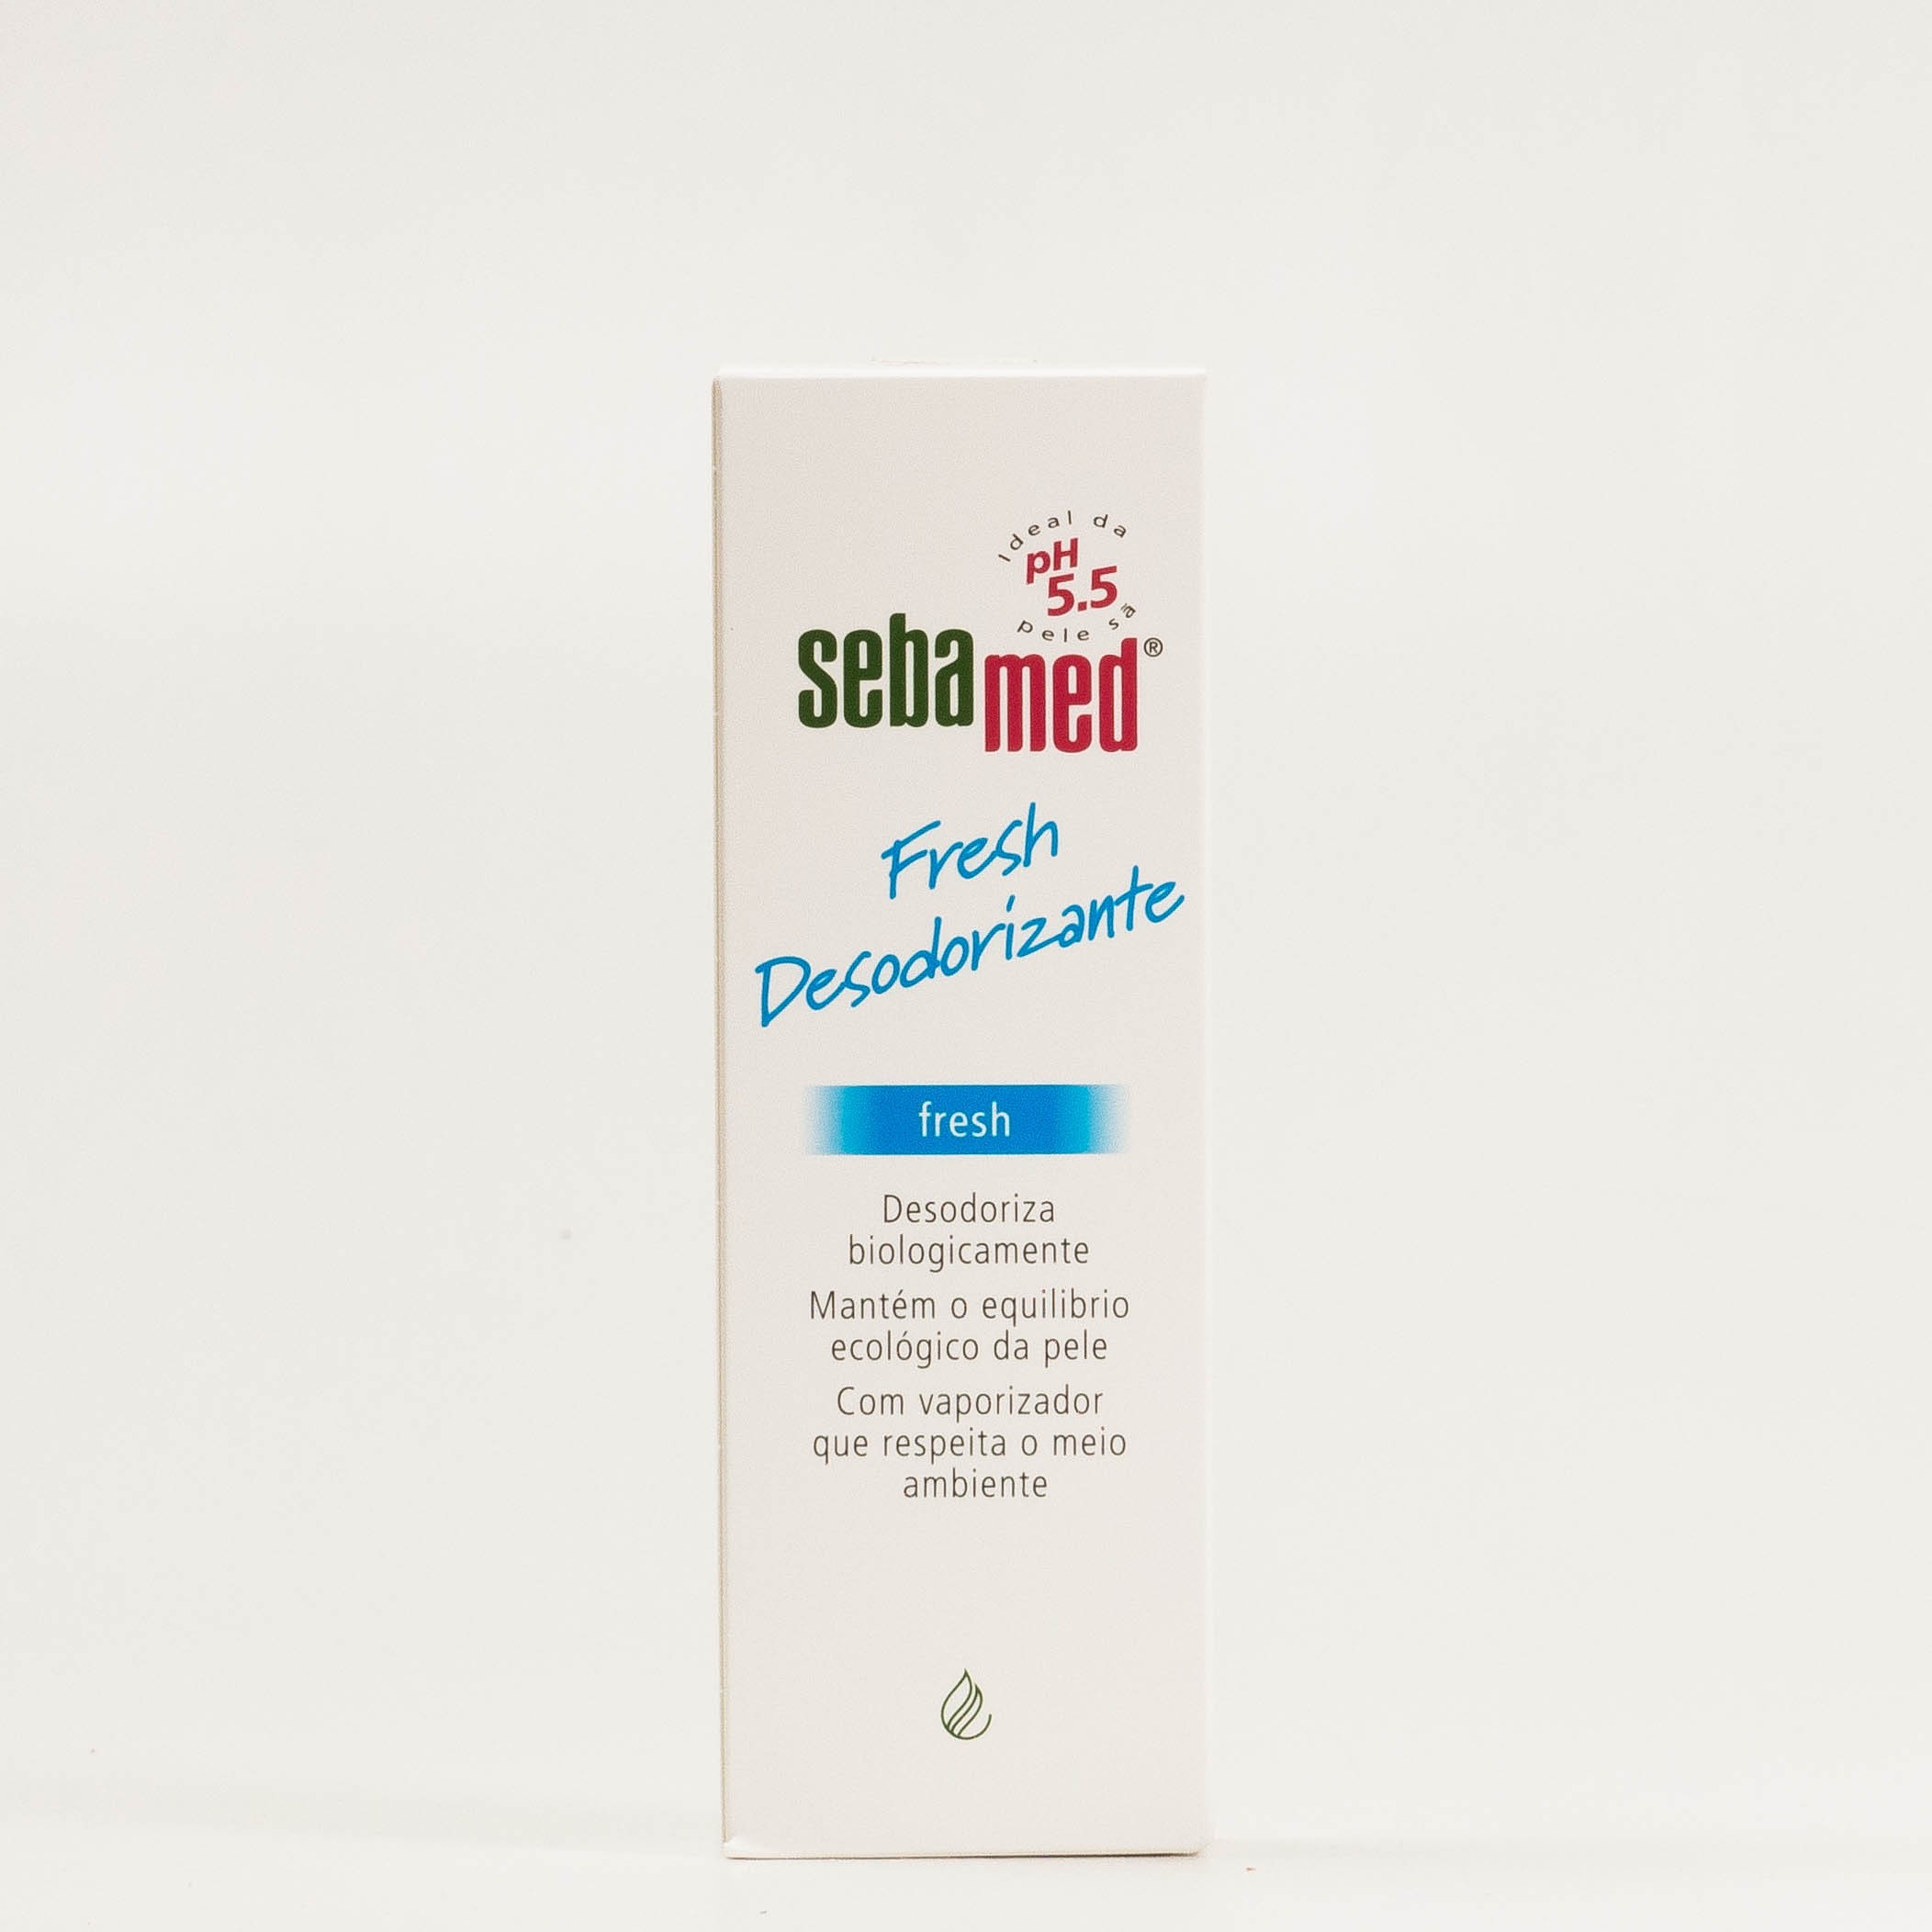 Ideal da
pH
5.5
pele sã
sebamed®
Fresh
Desodorizante
fresh
Desodoriza
biologicamente
Mantém o equilibrio
ecológico da pele
Com vaporizador
que respeita o meio
ambiente